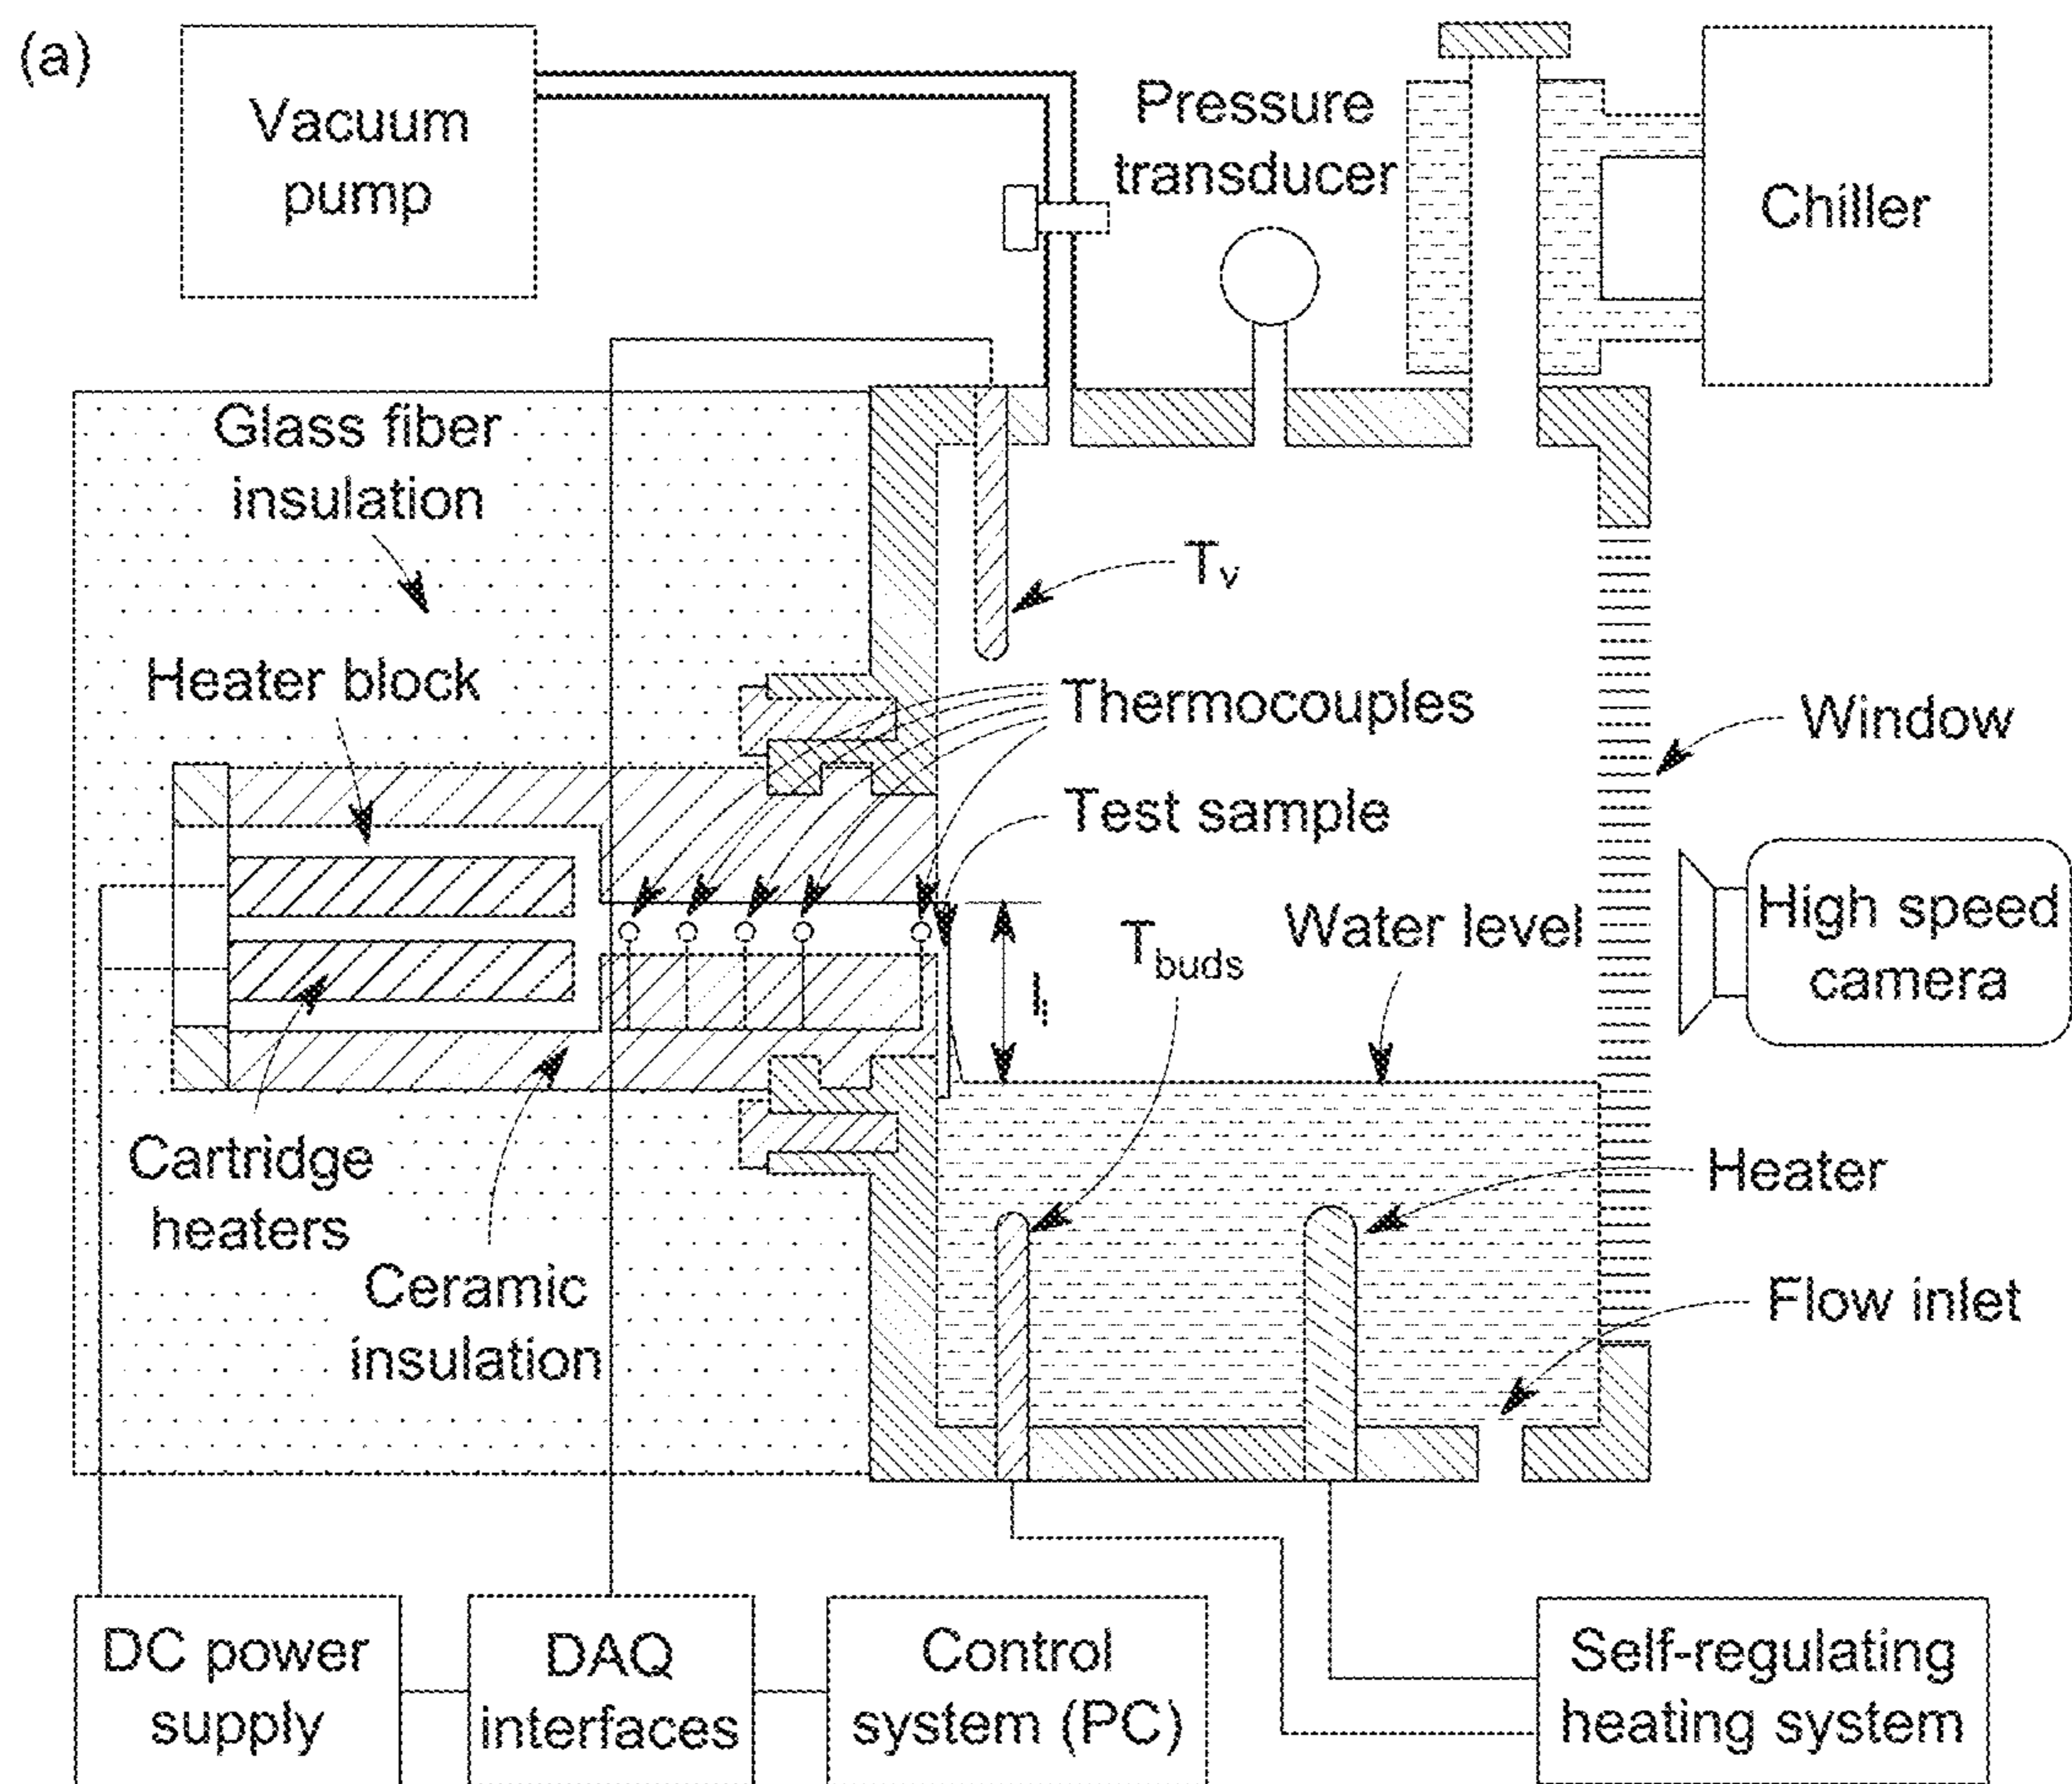 (a)
Vacuum
pump
Pressure
transducer
Chiller
Glass fiber
insulation
Tv
Heater block
Thermocouples
Window
Test sample
High speed
camera
Water level
Tbuds
Cartridge
heaters
Heater
Ceramic
insulation
Flow inlet
DC power
supply
DAQ
interfaces
Control
system (PC)
Self-regulating
heating system